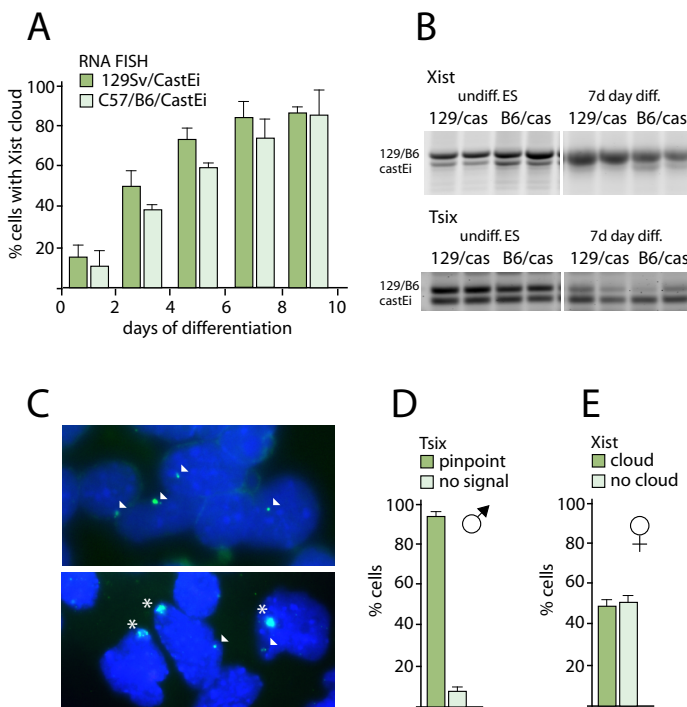 A
RNA FISH
129Sv/CastEi
C57/B6/CastEi
100
80
60
40
20
% cells with Xist cloud
0 2 4 6 8 10
days of differentiation
B
Xist
undiff. ES 7d day diff.
129/cas B6/cas 129/cas B6/cas
129/B6
castEi
Tsix
undiff. ES 7d day diff.
129/cas B6/cas 129/cas B6/cas
129/B6
castEi
C
*
*
*
D
Tsix
pinpoint
no signal
100
80
60
40
20
% cells
E
Xist
cloud
no cloud
100
80
60
40
20
% cells